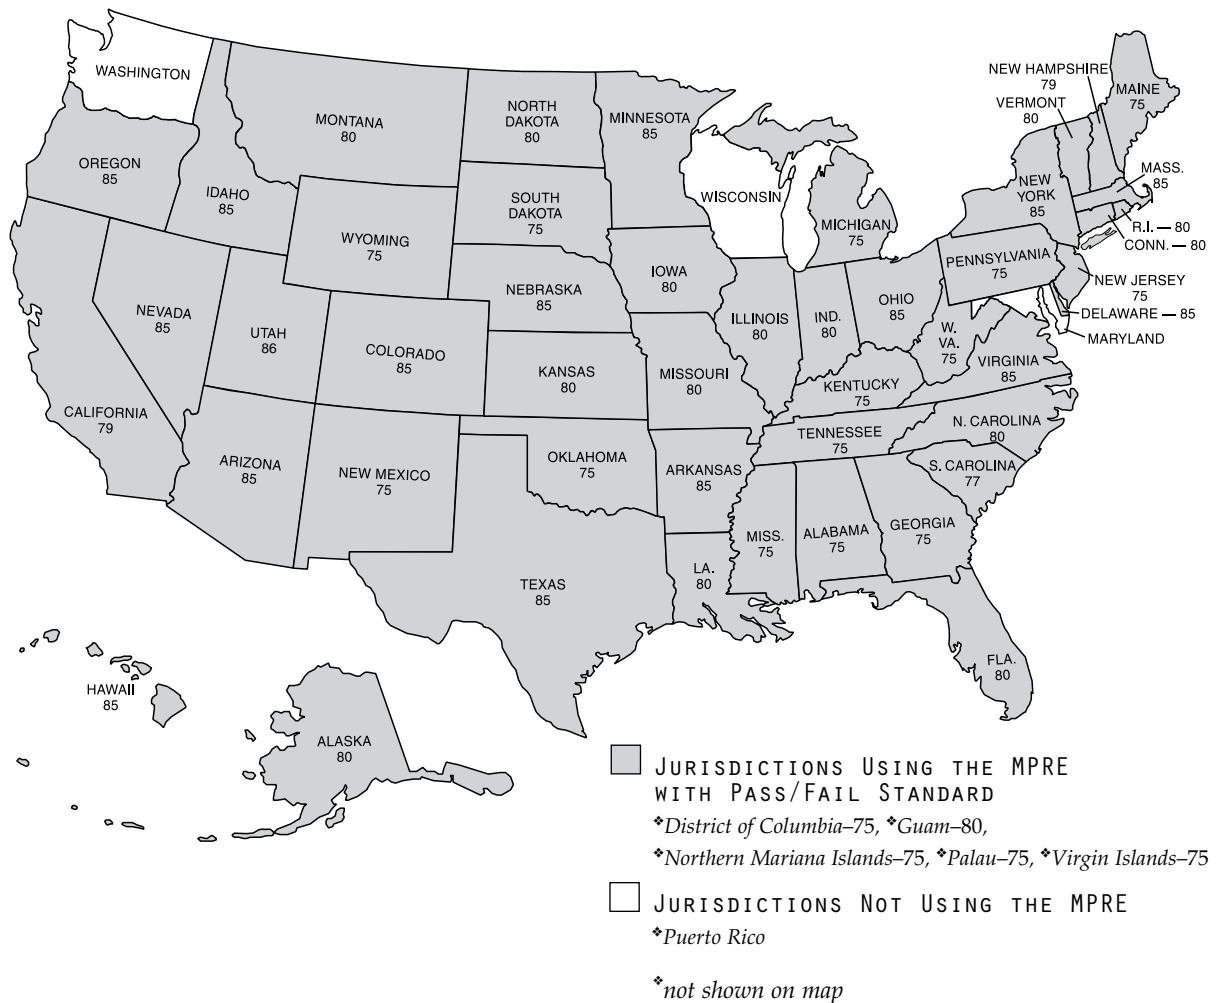 WASHINGTON
OREGON
85
CALIFORNIA
79
NEVADA
85
IDAHO
85
MONTANA
80
WYOMING
75
UTAH
86
COLORADO
85
ARIZONA
85
NEW MEXICO
75
NORTH
DAKOTA
80
SOUTH
DAKOTA
75
NEBRASKA
85
KANSAS
80
OKLAHOMA
75
TEXAS
85
MINNESOTA
85
IOWA
80
MISSOURI
80
ARKANSAS
85
LA.
80
WISCONSIN
ILLINOIS
80
MICHIGAN
75
IND.
80
OHIO
85
KENTUCKY
75
TENNESSEE
75
MISS.
75
ALABAMA
75
GEORGIA
75
FLA.
80
S. CAROLINA
77
N. CAROLINA
80
VIRGINIA
85
W.
VA.
75
PENNSYLVANIA
75
NEW
YORK
85
VERMONT
80
NEW HAMPSHIRE
79
MAINE
75
MASS.
85
R.I. — 80
CONN. — 80
NEW JERSEY
75
DELAWARE — 85
MARYLAND
HAWAII
85
ALASKA
80
JURISDICTIONS USING THE MPRE
WITH PASS/FAIL STANDARD
❖District of Columbia–75, ❖Guam–80,
❖Northern Mariana Islands–75, ❖Palau–75, ❖Virgin Islands–75
JURISDICTIONS NOT USING THE MPRE
❖Puerto Rico
❖not shown on map